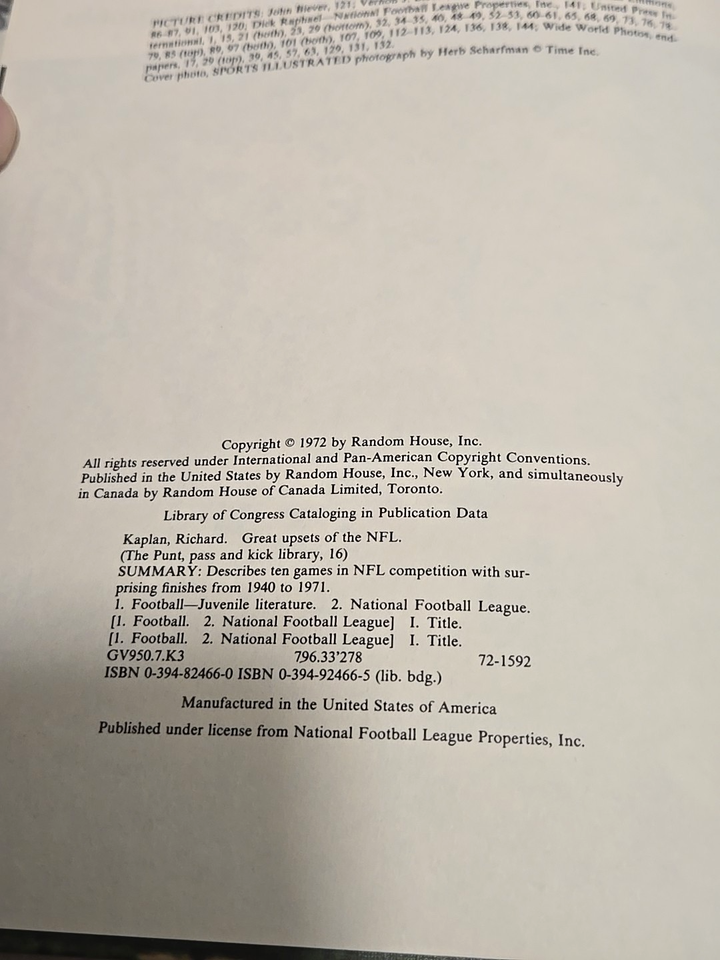 PICTURE CREDITS: John Biever, 121; Vernon
86–87, 91, 103, 120; Dick Raphael—National Football League Properties, Inc., 141; United Press In-
ternational, 1, 15, 21 (both), 23, 29 (bottom), 32, 34–35, 40, 48–49, 52–53, 60–61, 65, 68, 69, 73, 76, 78–
79, 85 (top), 89, 97 (both), 101 (both), 107, 109, 112–113, 124, 136, 138, 144; Wide World Photos, end-
papers, 17, 29 (top), 39, 45, 57, 63, 129, 131, 132.
Cover photo, SPORTS ILLUSTRATED photograph by Herb Scharfman © Time Inc.
Copyright © 1972 by Random House, Inc.
All rights reserved under International and Pan-American Copyright Conventions.
Published in the United States by Random House, Inc., New York, and simultaneously
in Canada by Random House of Canada Limited, Toronto.
Library of Congress Cataloging in Publication Data
Kaplan, Richard. Great upsets of the NFL.
(The Punt, pass and kick library, 16)
SUMMARY: Describes ten games in NFL competition with sur-
prising finishes from 1940 to 1971.
1. Football—Juvenile literature. 2. National Football League.
[1. Football. 2. National Football League] I. Title.
[1. Football. 2. National Football League] I. Title.
GV950.7.K3 796.33'278 72-1592
ISBN 0-394-82466-0 ISBN 0-394-92466-5 (lib. bdg.)
Manufactured in the United States of America
Published under license from National Football League Properties, Inc.